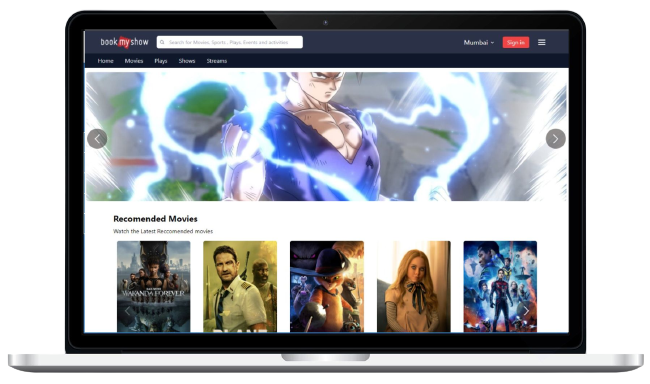 book my show
Search for Movies, Sports, Plays, Events and activities
Mumbai
Sign In
Home Movies Plays Shows Streams
Recomended Movies
Watch the Latest Reccomended movies
WAKANDA FOREVER